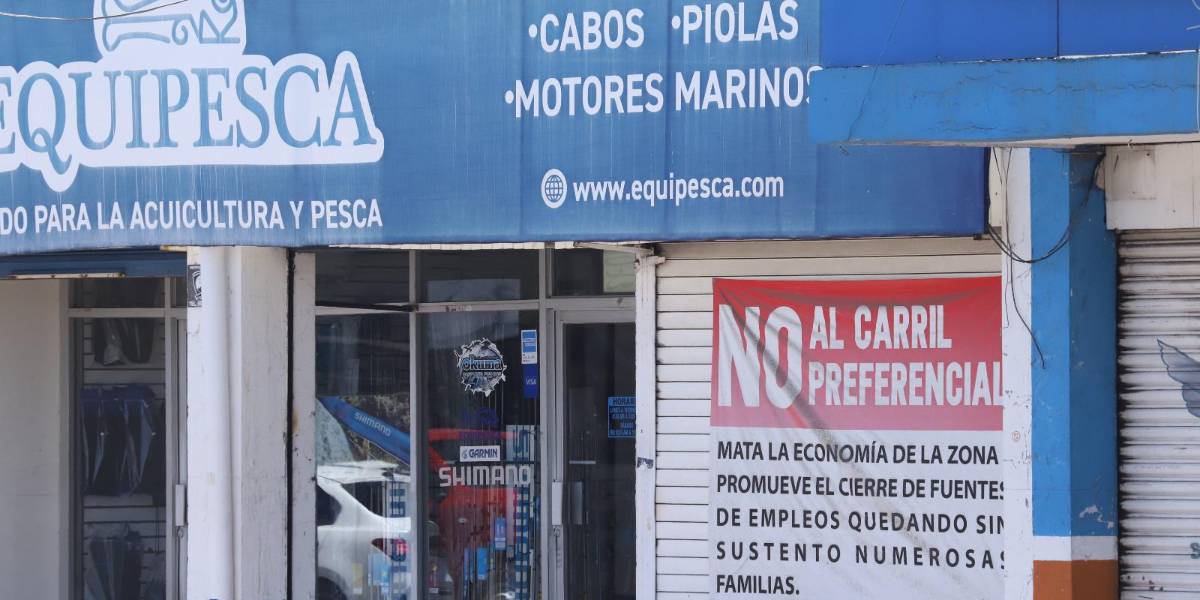 EQUIPESCA
DO PARA LA ACUICULTURA Y PESCA
•CABOS •PIOLAS
•MOTORES MARINOS
www.equipesca.com
okuma
VISA
GARMIN
SHIMANO
SHIMANO
NO AL CARRIL
PREFERENCIAL
MATA LA ECONOMÍA DE LA ZONA
PROMUEVE EL CIERRE DE FUENTES
DE EMPLEOS QUEDANDO SIN
SUSTENTO NUMEROSAS
FAMILIAS.